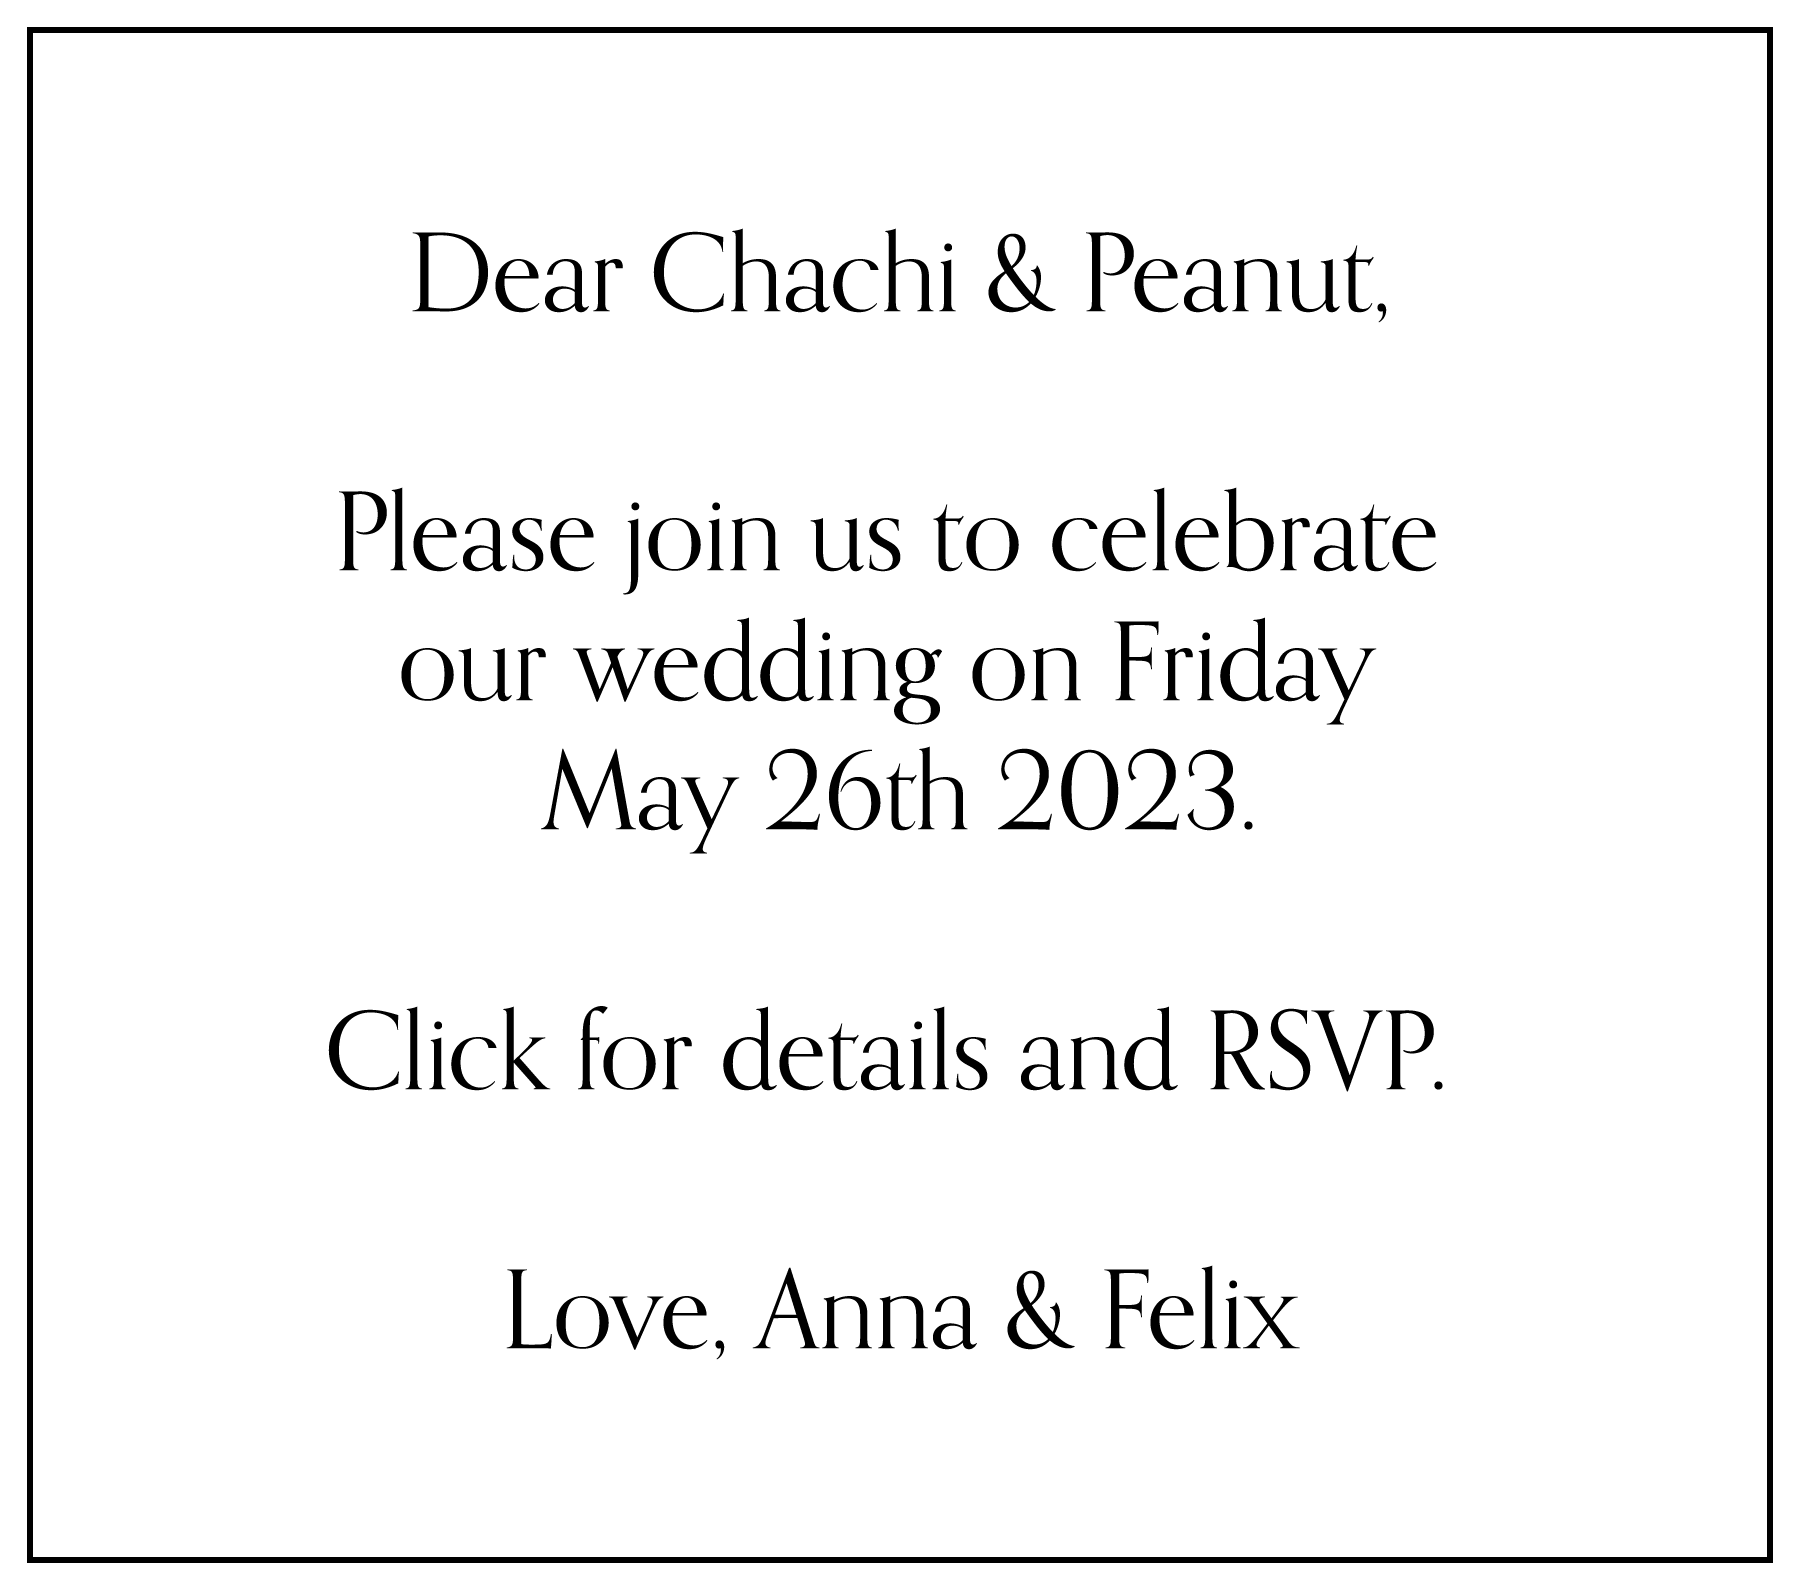 Dear Chachi & Peanut,
Please join us to celebrate
our wedding on Friday
May 26th 2023.
Click for details and RSVP.
Love, Anna & Felix